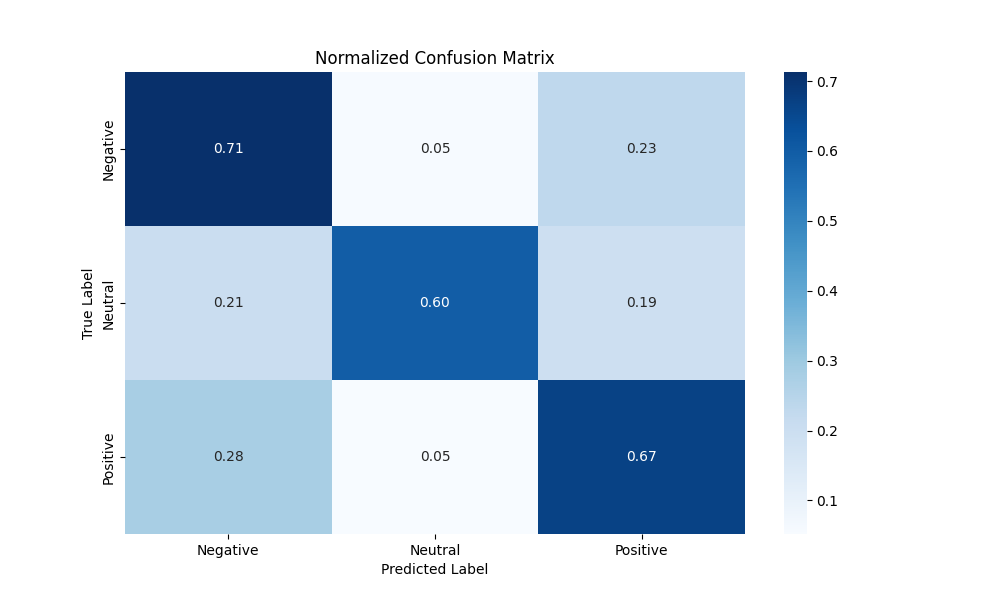 Normalized Confusion Matrix
True Label
Negative
0.71 0.05 0.23
Neutral
0.21 0.60 0.19
Positive
0.28 0.05 0.67
Negative Neutral Positive
Predicted Label
0.7
0.6
0.5
0.4
0.3
0.2
0.1